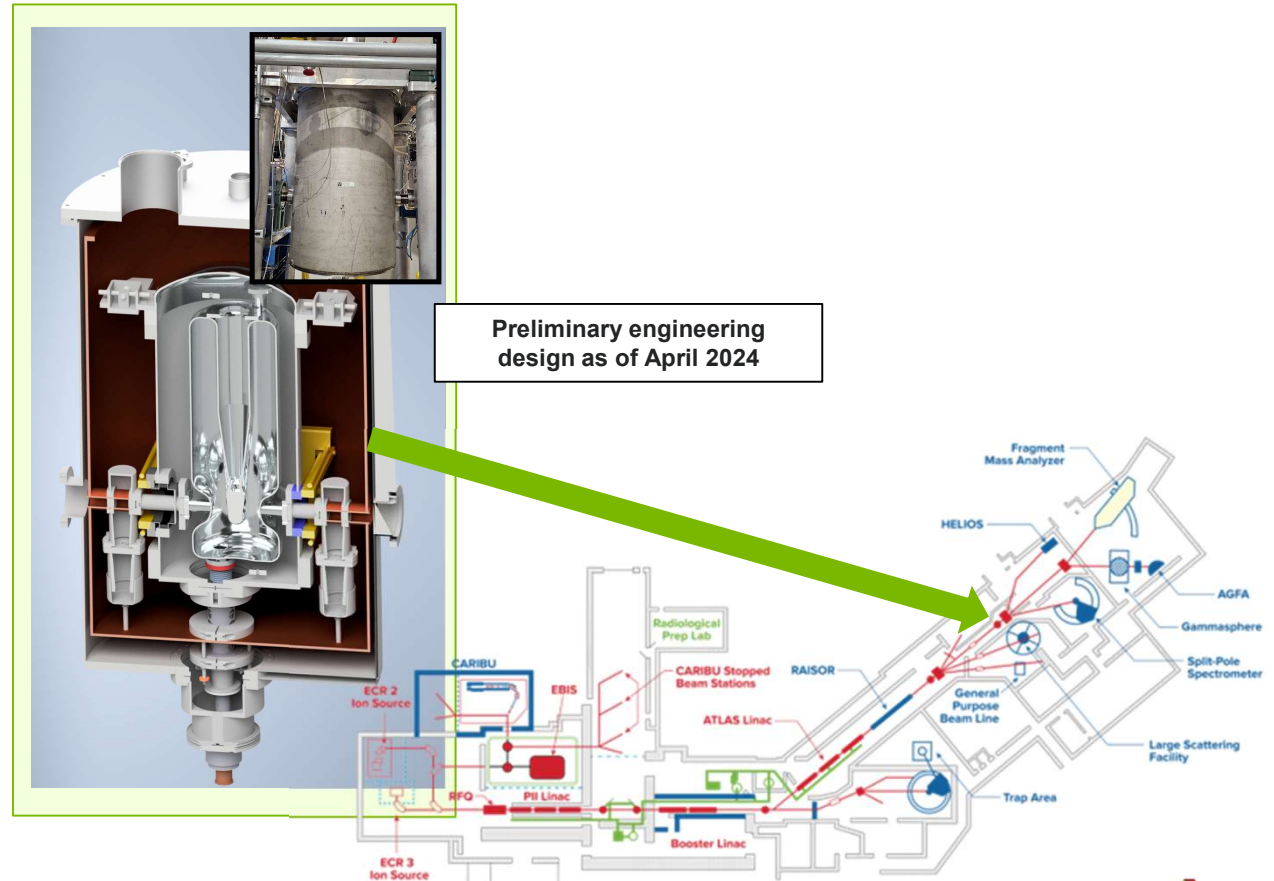 Preliminary engineering
design as of April 2024
Fragment
Mass Analyzer
HELIOS
AGFA
Gammasphere
Split-Pole
Spectrometer
Large Scattering
Facility
Trap Area
General
Purpose
Beam Line
RAISOR
ATLAS Linac
Radiological
Prep Lab
CARIBU Stopped
Beam Stations
CARIBU
ECR 2
Ion Source
EBIS
RFQ
PII Linac
Booster Linac
ECR 3
Ion Source